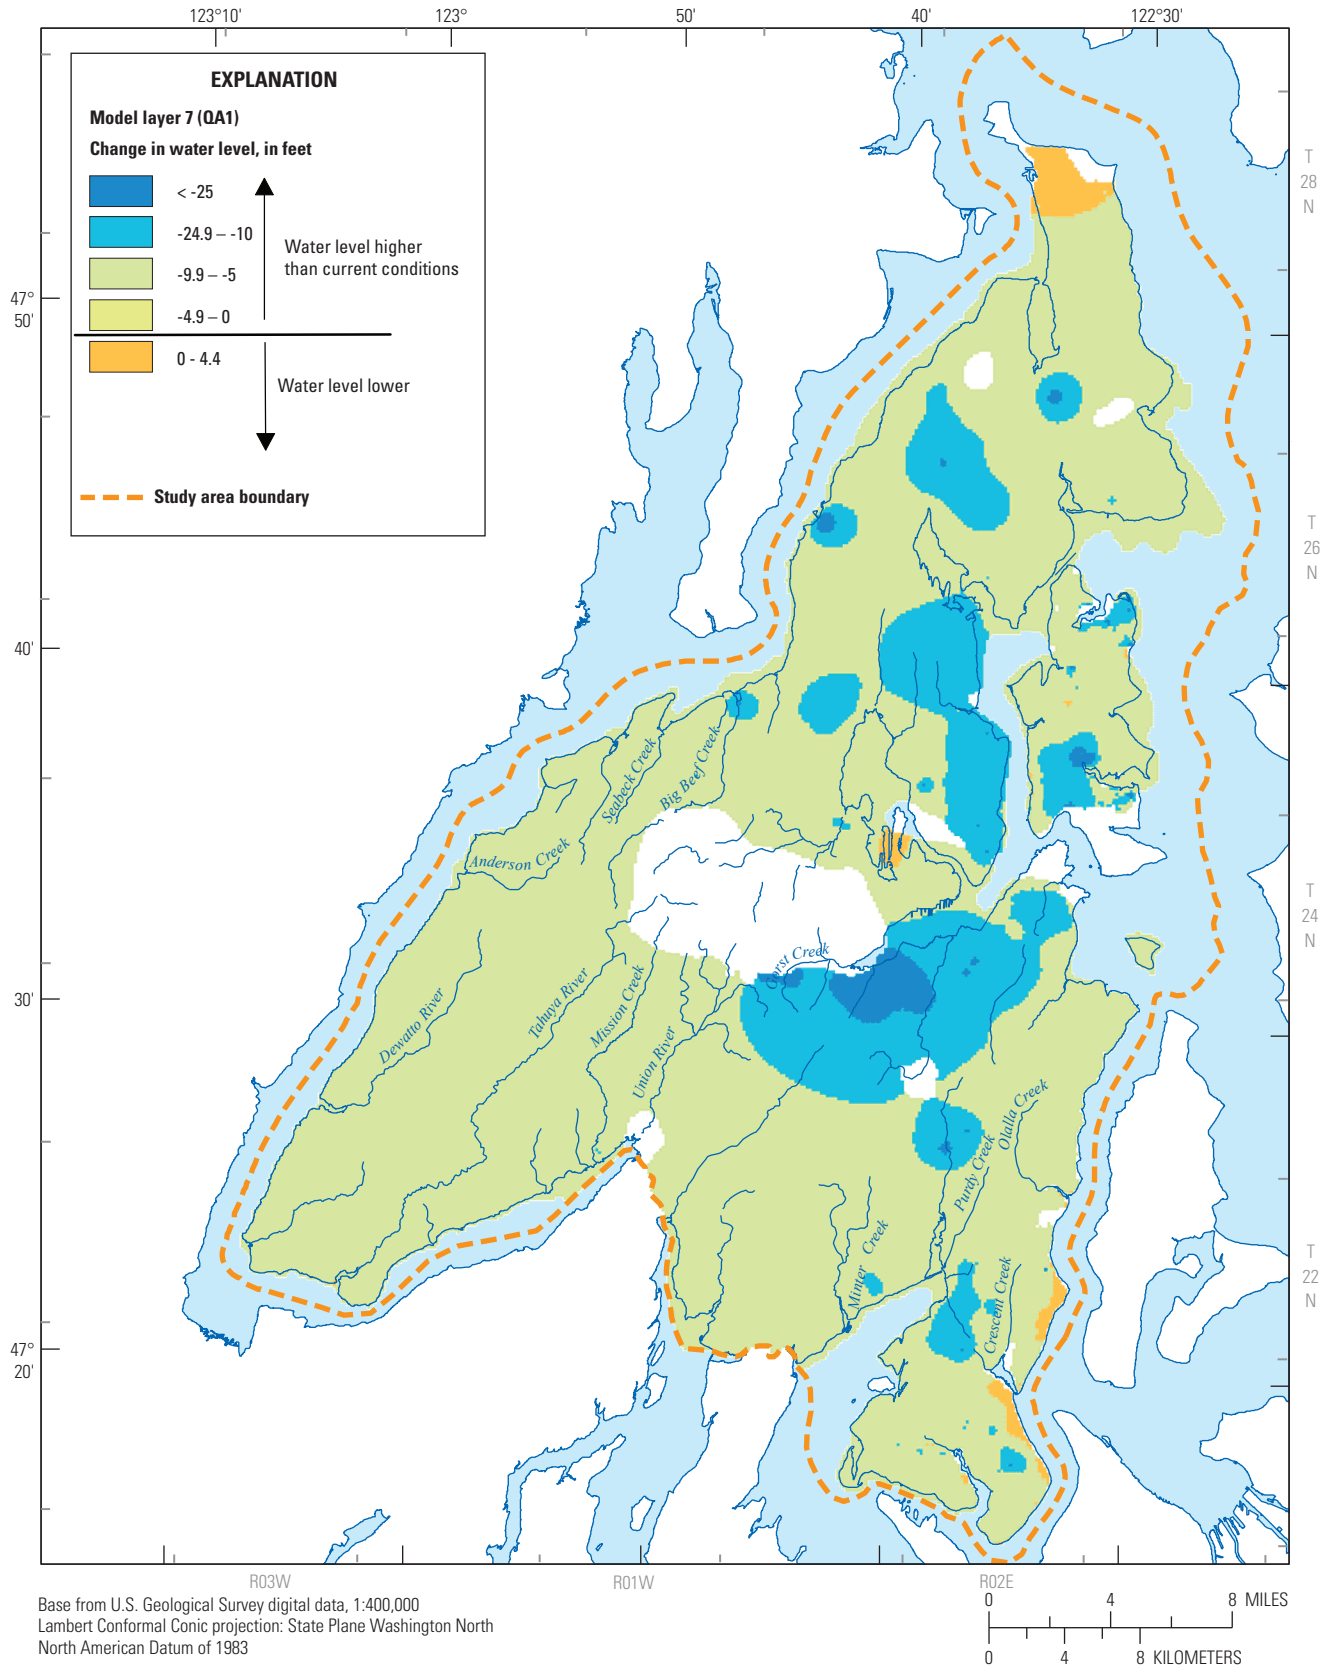 123°10'
123°
50'
40'
122°30'
EXPLANATION
Model layer 7 (QA1)
Change in water level, in feet
< -25
-24.9 – -10
-9.9 – -5
-4.9 – 0
0 - 4.4
Water level higher
than current conditions
Water level lower
Study area boundary
47°
50'
40'
30'
47°
20'
T
28
N
T
26
N
T
24
N
T
22
N
Seabeck Creek
Big Beef Creek
Anderson Creek
Gorst Creek
Dewatto River
Tahuya River
Mission Creek
Union River
Olalla Creek
Purdy Creek
Minter Creek
Crescent Creek
R03W
R01W
R02E
Base from U.S. Geological Survey digital data, 1:400,000
Lambert Conformal Conic projection: State Plane Washington North
North American Datum of 1983
0 4 8 MILES
0 4 8 KILOMETERS